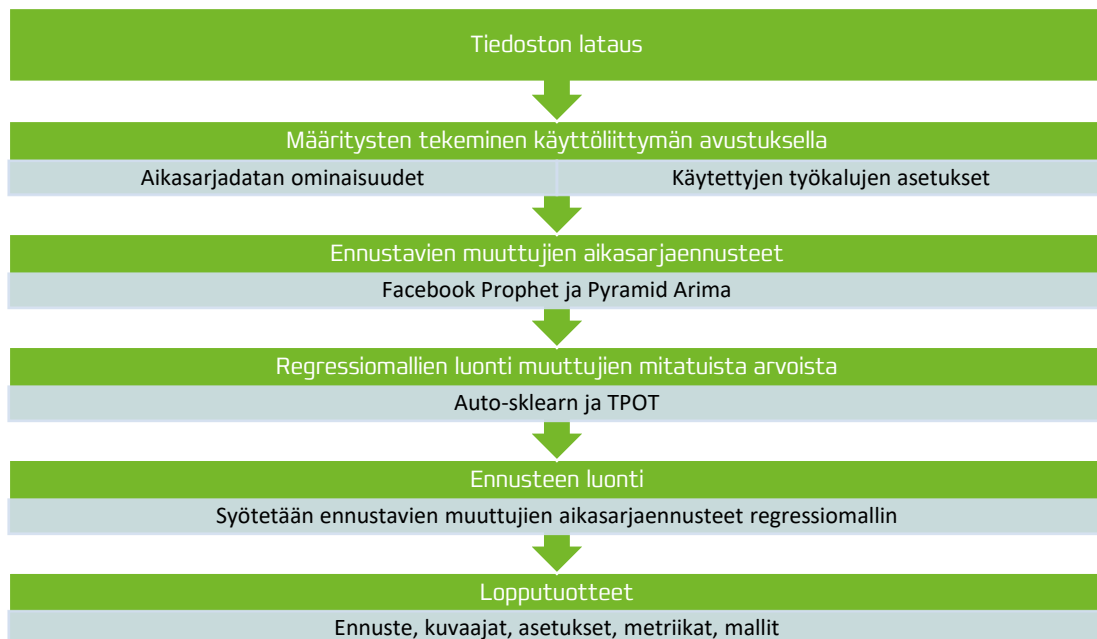 Tiedoston lataus
Määritysten tekeminen käyttöliittymän avustuksella
Aikasarjadatan ominaisuudet
Käytettyjen työkalujen asetukset
Ennustavien muuttujien aikasarjaennusteet
Facebook Prophet ja Pyramid Arima
Regressiomallien luonti muuttujien mitatuista arvoista
Auto-sklearn ja TPOT
Ennusteen luonti
Syötetään ennustavien muuttujien aikasarjaennusteet regressiomallin
Lopputuotteet
Ennuste, kuvaajat, asetukset, metriikat, mallit